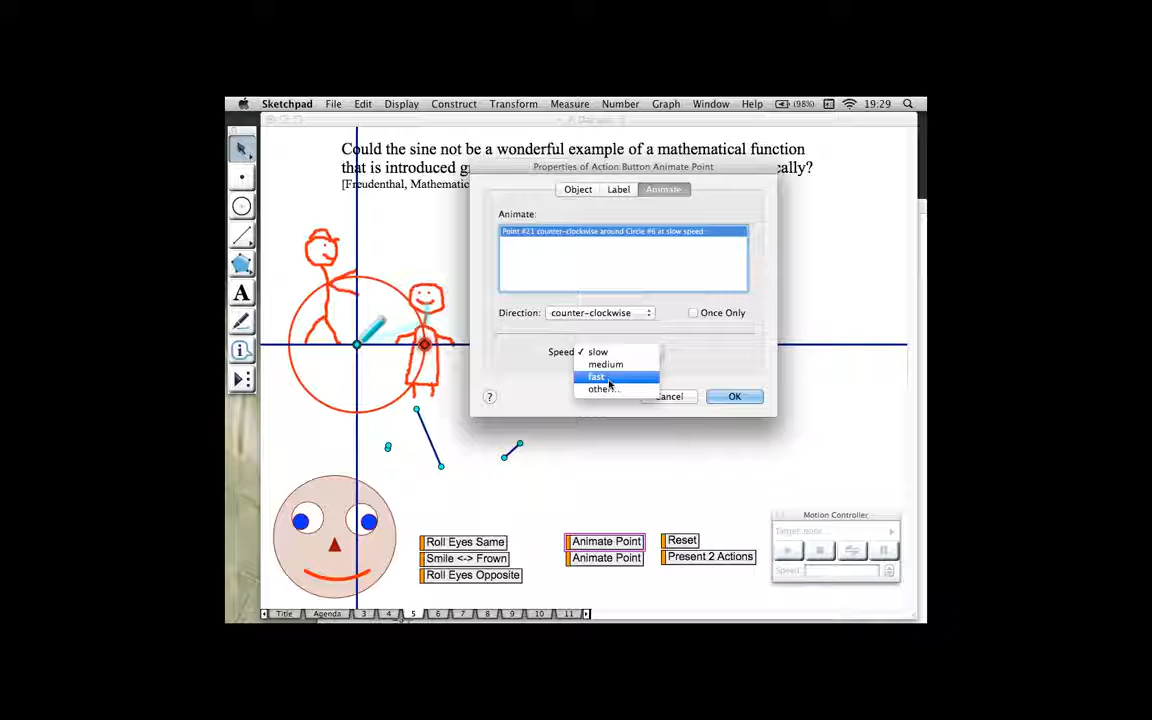 Sketchpad File Edit Display Construct Transform Measure Number Graph Window Help (98%) 19:29
Could the sine not be a wonderful example of a mathematical function
that is introduced g cally?
[Freudenthal, Mathematic
Properties of Action Button Animate Point
Object Label Animate
Animate:
Point #21 counter-clockwise around Circle #6 at slow speed
Direction: counter-clockwise Once Only
Speed ✓ slow
medium
fast
other...
? Cancel OK
A
Roll Eyes Same
Smile <-> Frown
Roll Eyes Opposite
Animate Point
Animate Point
Reset
Present 2 Actions
Motion Controller
Target: none...
Speed:
Title Agenda 3 4 5 6 7 8 9 10 11